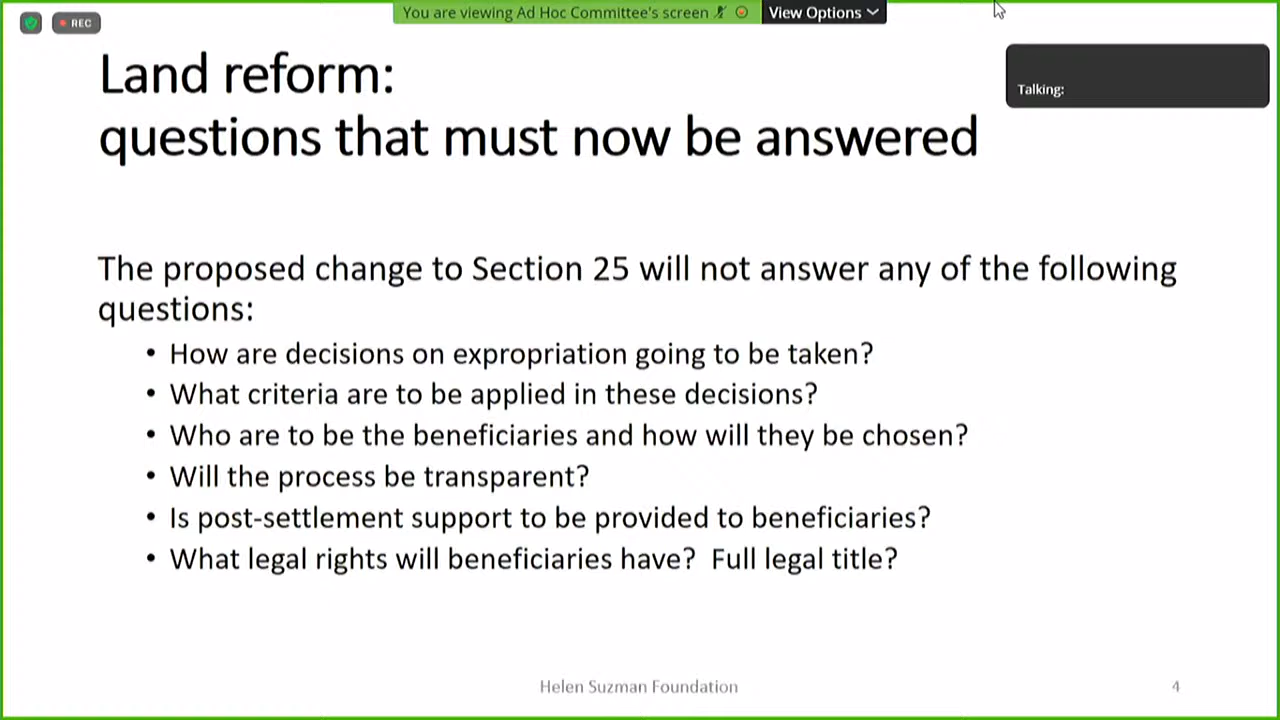 You are viewing Ad Hoc Committee's screen
View Options
REC
Talking:
Land reform:
questions that must now be answered
The proposed change to Section 25 will not answer any of the following
questions:
• How are decisions on expropriation going to be taken?
• What criteria are to be applied in these decisions?
• Who are to be the beneficiaries and how will they be chosen?
• Will the process be transparent?
• Is post-settlement support to be provided to beneficiaries?
• What legal rights will beneficiaries have?  Full legal title?
Helen Suzman Foundation
4